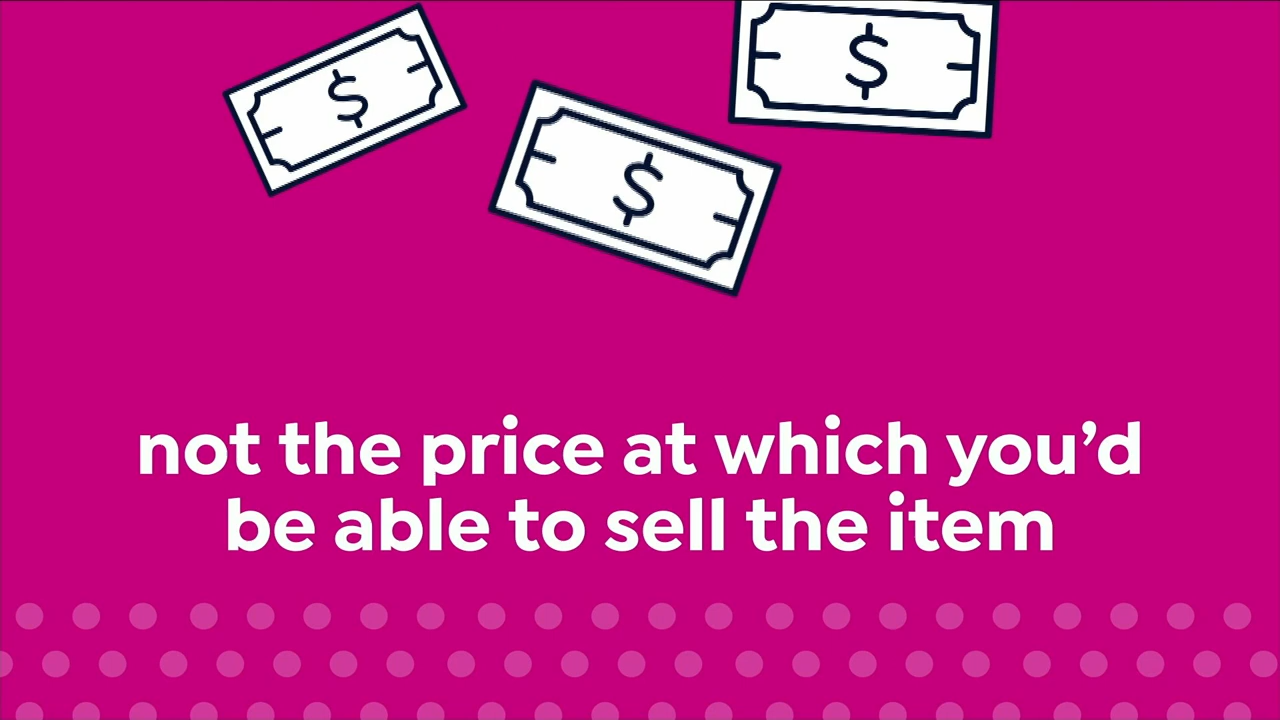 $
$
$
not the price at which you’d
be able to sell the item